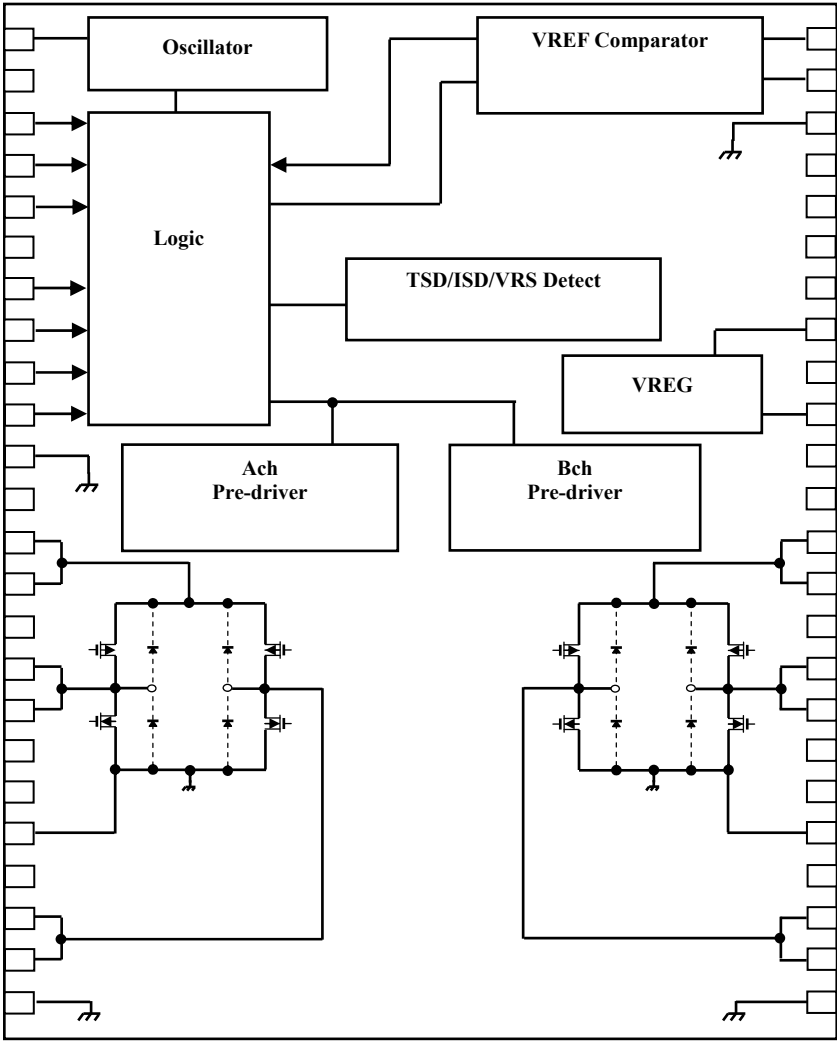 Oscillator
VREF Comparator
Logic
TSD/ISD/VRS Detect
VREG
Ach
Pre-driver
Bch
Pre-driver